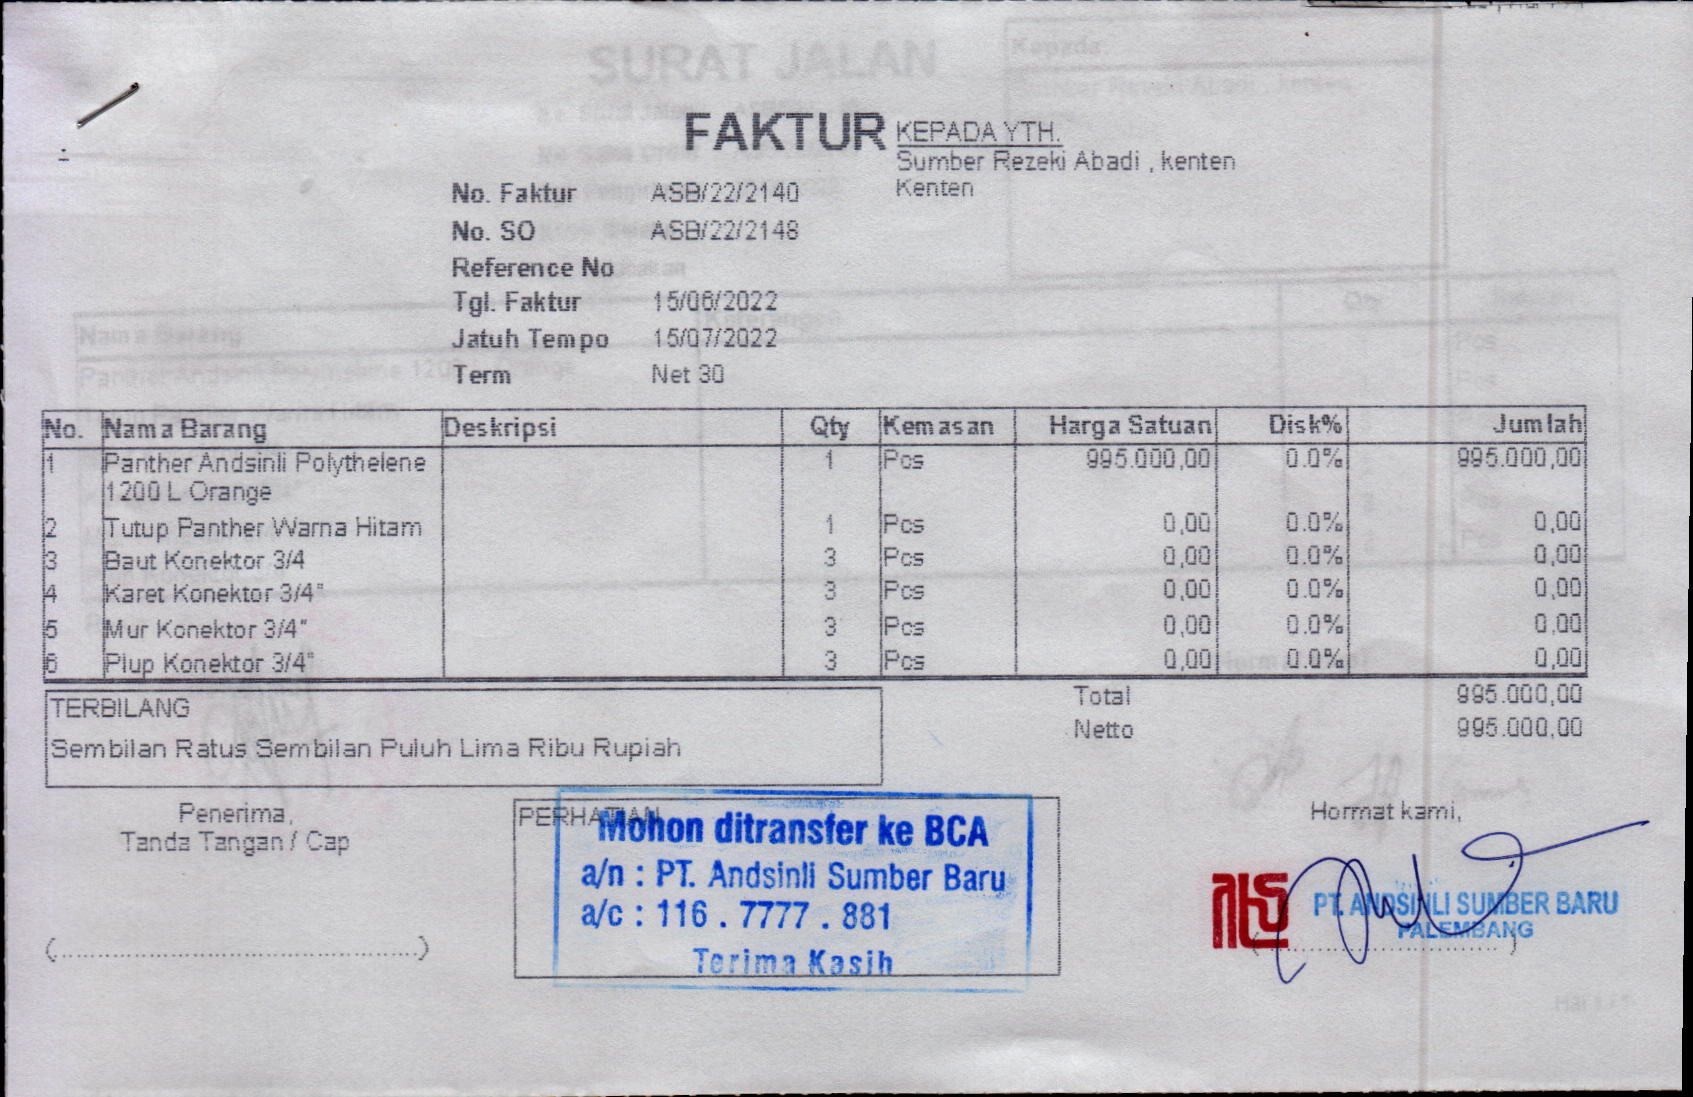 FAKTUR
KEPADA YTH.
Sumber Rezeki Abadi , kenten
Kenten
No. Faktur ASB/22/2140
No. SO ASB/22/2148
Reference No
Tgl. Faktur 15/06/2022
Jatuh Tempo 15/07/2022
Term Net 30
No. Nama Barang Deskripsi Qty Kemasan Harga Satuan Disk% Jumlah
1 Panther Andsinli Polythelene 1 Pcs 995.000,00 0.0% 995.000,00
1200 L Orange
2 Tutup Panther Warna Hitam 1 Pcs 0,00 0.0% 0,00
3 Baut Konektor 3/4 3 Pcs 0,00 0.0% 0,00
4 Karet Konektor 3/4" 3 Pcs 0,00 0.0% 0,00
5 Mur Konektor 3/4" 3 Pcs 0,00 0.0% 0,00
6 Plup Konektor 3/4" 3 Pcs 0,00 0.0% 0,00
Total 995.000,00
Netto 995.000,00
TERBILANG
Sembilan Ratus Sembilan Puluh Lima Ribu Rupiah
Penerima,
Tanda Tangan / Cap
PERHATIAN
Mohon ditransfer ke BCA
a/n : PT. Andsinli Sumber Baru
a/c : 116 . 7777 . 881
Terima Kasih
Hormat kami,
PT. ANDSINLI SUMBER BARU
PALEMBANG
SURAT JALAN
Kepada:
Nama Barang